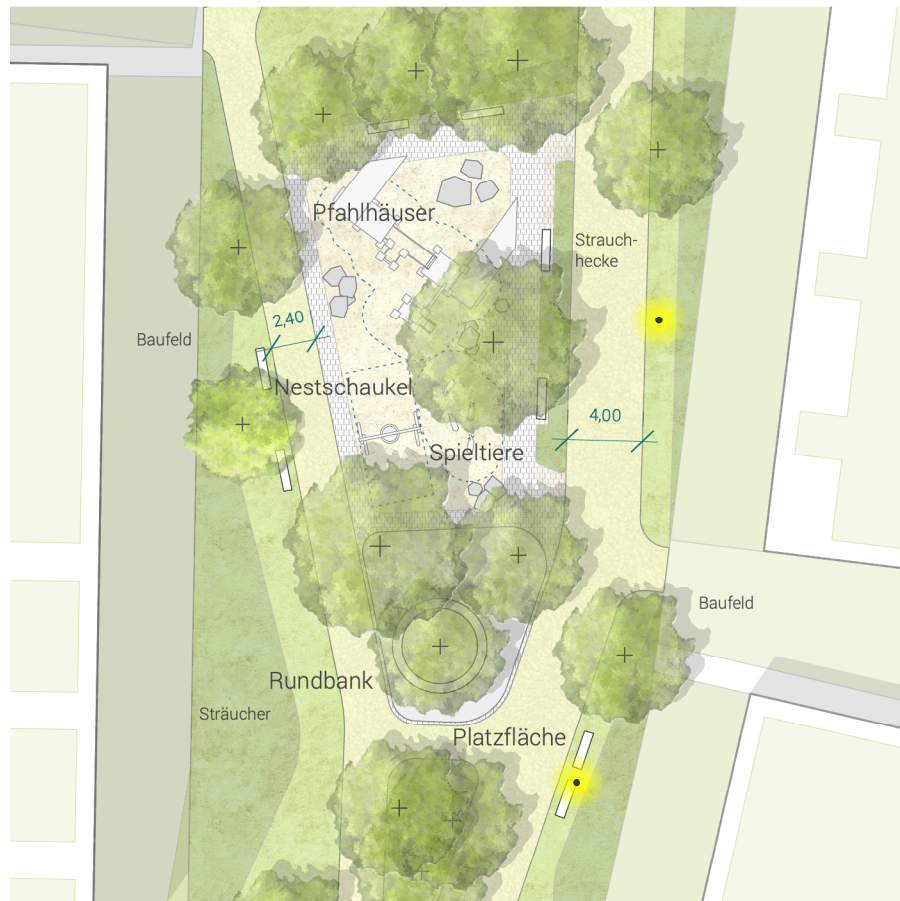 Pfahlhäuser
Strauch-
hecke
2,40
Baufeld
Nestschaukel
4,00
Spieltiere
Baufeld
Rundbank
Sträucher
Platzfläche